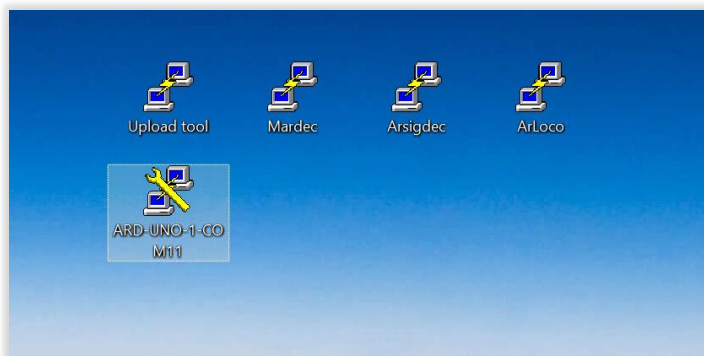 Upload tool
Mardec
Arsigdec
ArLoco
ARD-UNO-1-CO
M11